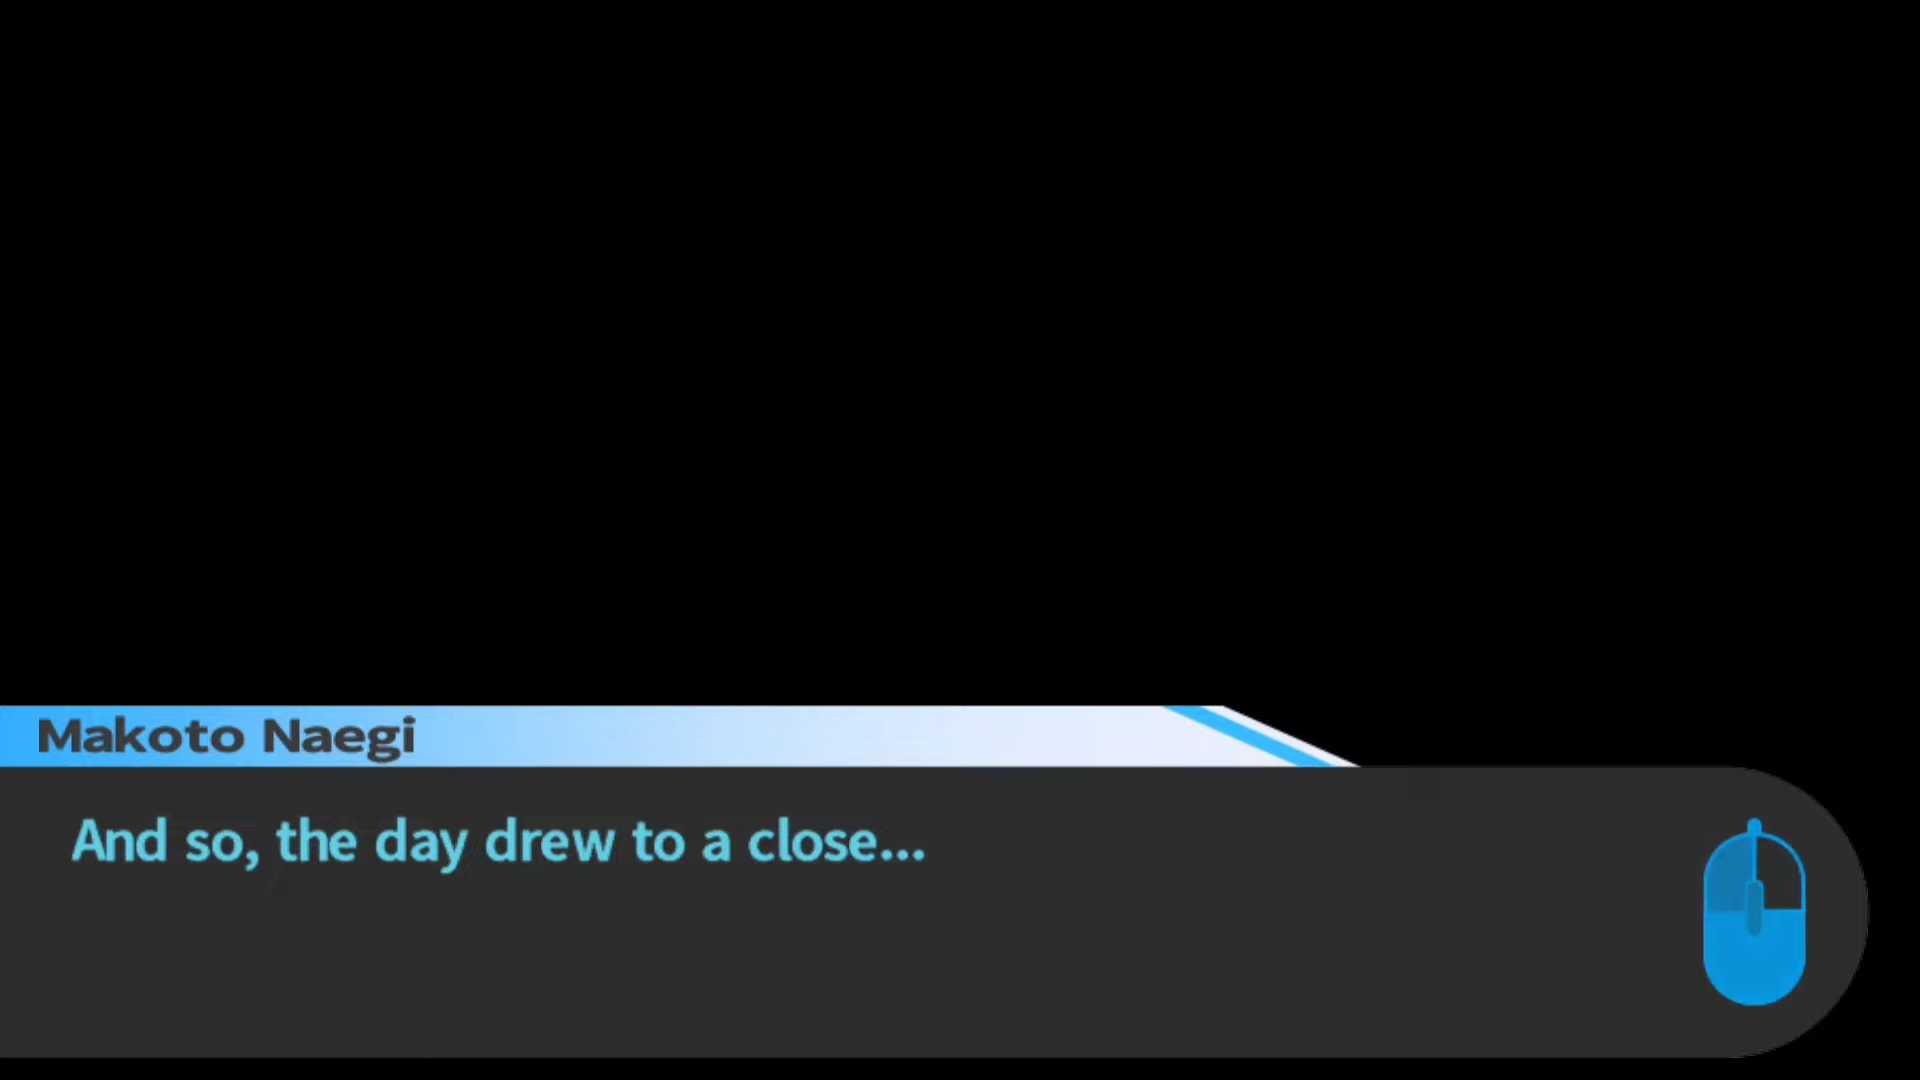 Makoto Naegi
And so, the day drew to a close...